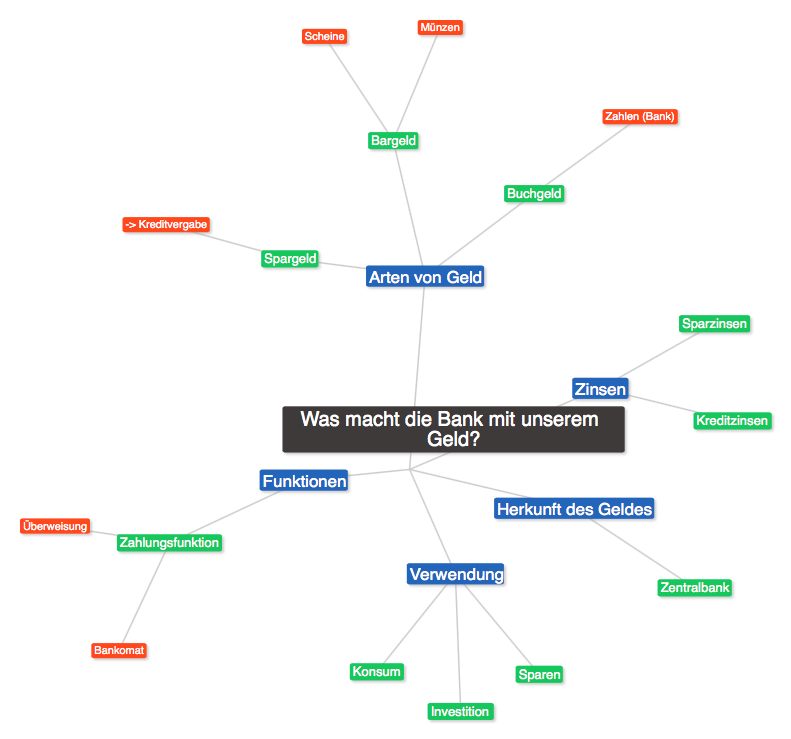 Münzen
Scheine
Zahlen (Bank)
Bargeld
Buchgeld
-> Kreditvergabe
Spargeld
Arten von Geld
Sparzinsen
Zinsen
Kreditzinsen
Was macht die Bank mit unserem
Geld?
Funktionen
Herkunft des Geldes
Überweisung
Zahlungsfunktion
Verwendung
Zentralbank
Bankomat
Konsum
Sparen
Investition